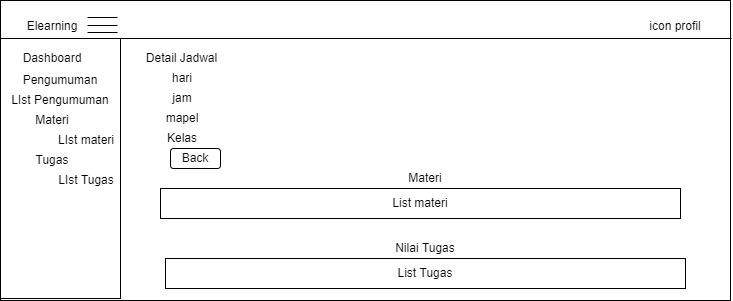 Elearning
icon profil
Dashboard
Pengumuman
LIst Pengumuman
Materi
LIst materi
Tugas
LIst Tugas
Detail Jadwal
hari
jam
mapel
Kelas
Back
Materi
List materi
Nilai Tugas
List Tugas